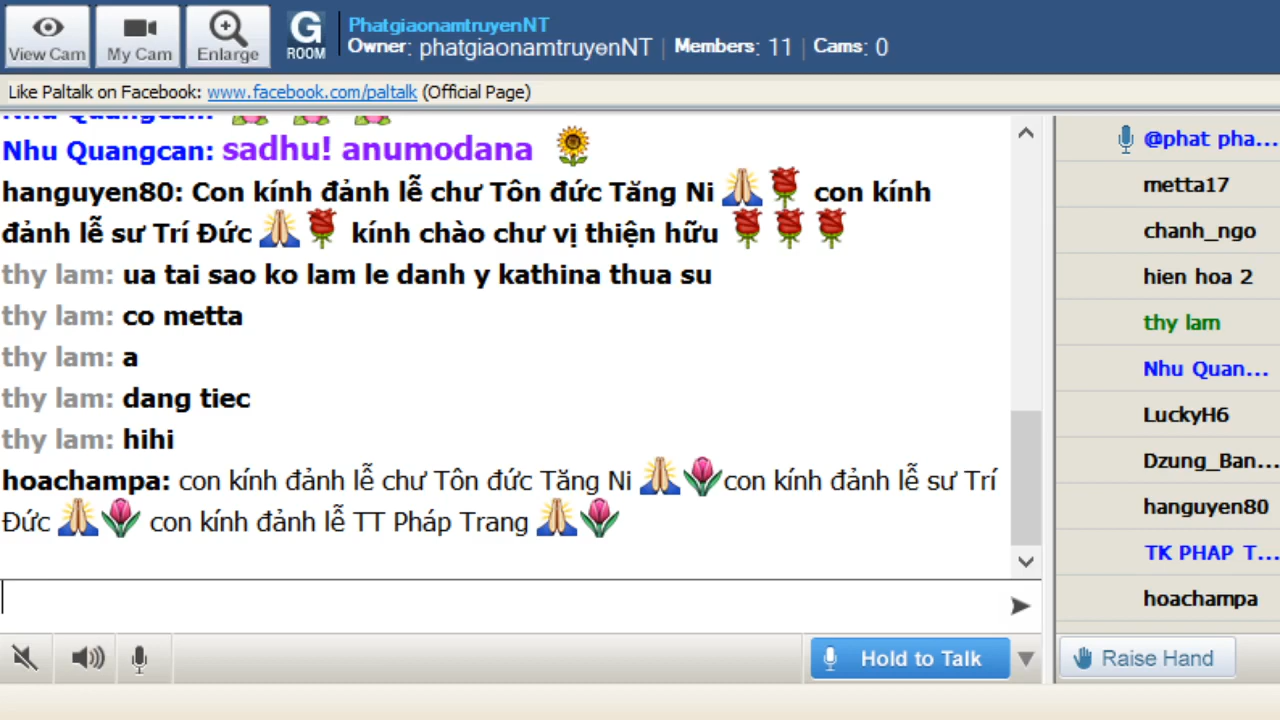 View Cam
My Cam
Enlarge
G
ROOM
PhatgiaonamtruyenNT
Owner: phatgiaonamtruyenNT | Members: 11 | Cams: 0
Like Paltalk on Facebook: www.facebook.com/paltalk (Official Page)
Nhu Quangcan:
Nhu Quangcan: sadhu! anumodana
hanguyen80: Con kính đảnh lễ chư Tôn đức Tăng Ni con kính
đảnh lễ sư Trí Đức kính chào chư vị thiện hữu
thy lam: ua tai sao ko lam le danh y kathina thua su
thy lam: co metta
thy lam: a
thy lam: dang tiec
thy lam: hihi
hoachampa: con kính đảnh lễ chư Tôn đức Tăng Ni con kính đảnh lễ sư Trí
Đức con kính đảnh lễ TT Pháp Trang
@phat pha...
metta17
chanh_ngo
hien hoa 2
thy lam
Nhu Quan...
LuckyH6
Dzung_Ban...
hanguyen80
TK PHAP T...
hoachampa
Hold to Talk
Raise Hand